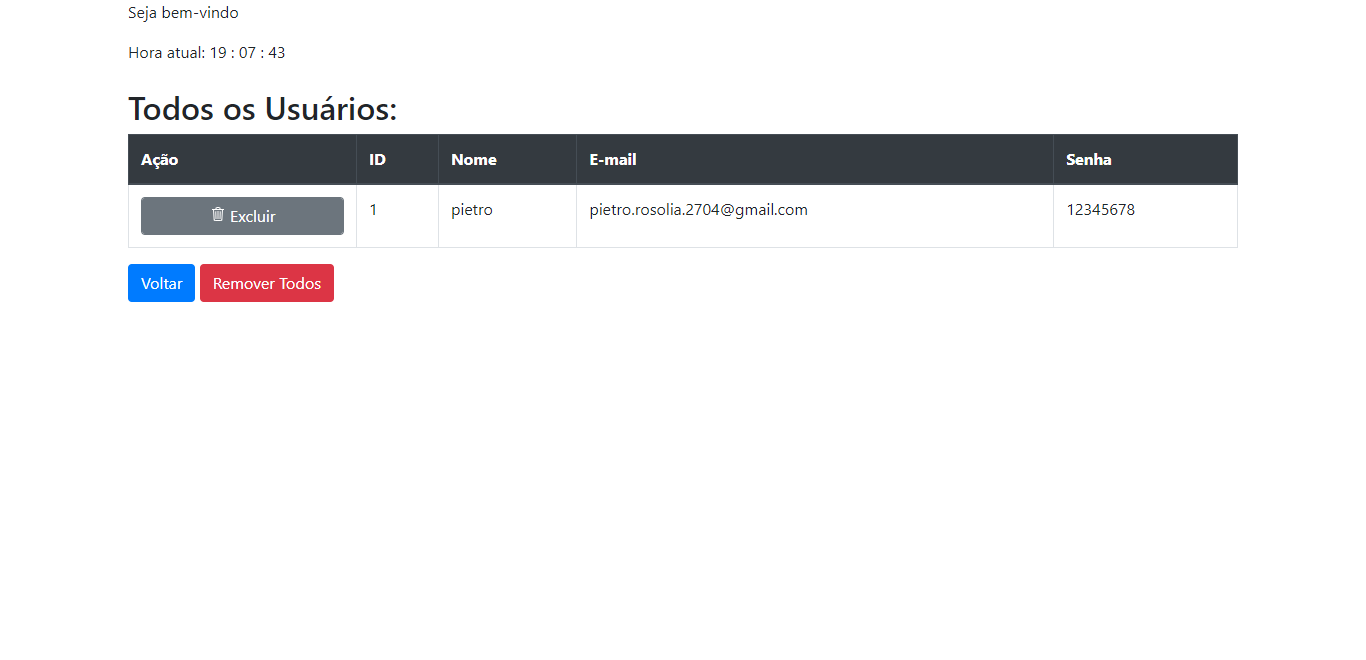 Seja bem-vindo
Hora atual: 19 : 07 : 43
Todos os Usuários:
Ação ID Nome E-mail Senha
Excluir 1 pietro pietro.rosolia.2704@gmail.com 12345678
Voltar Remover Todos